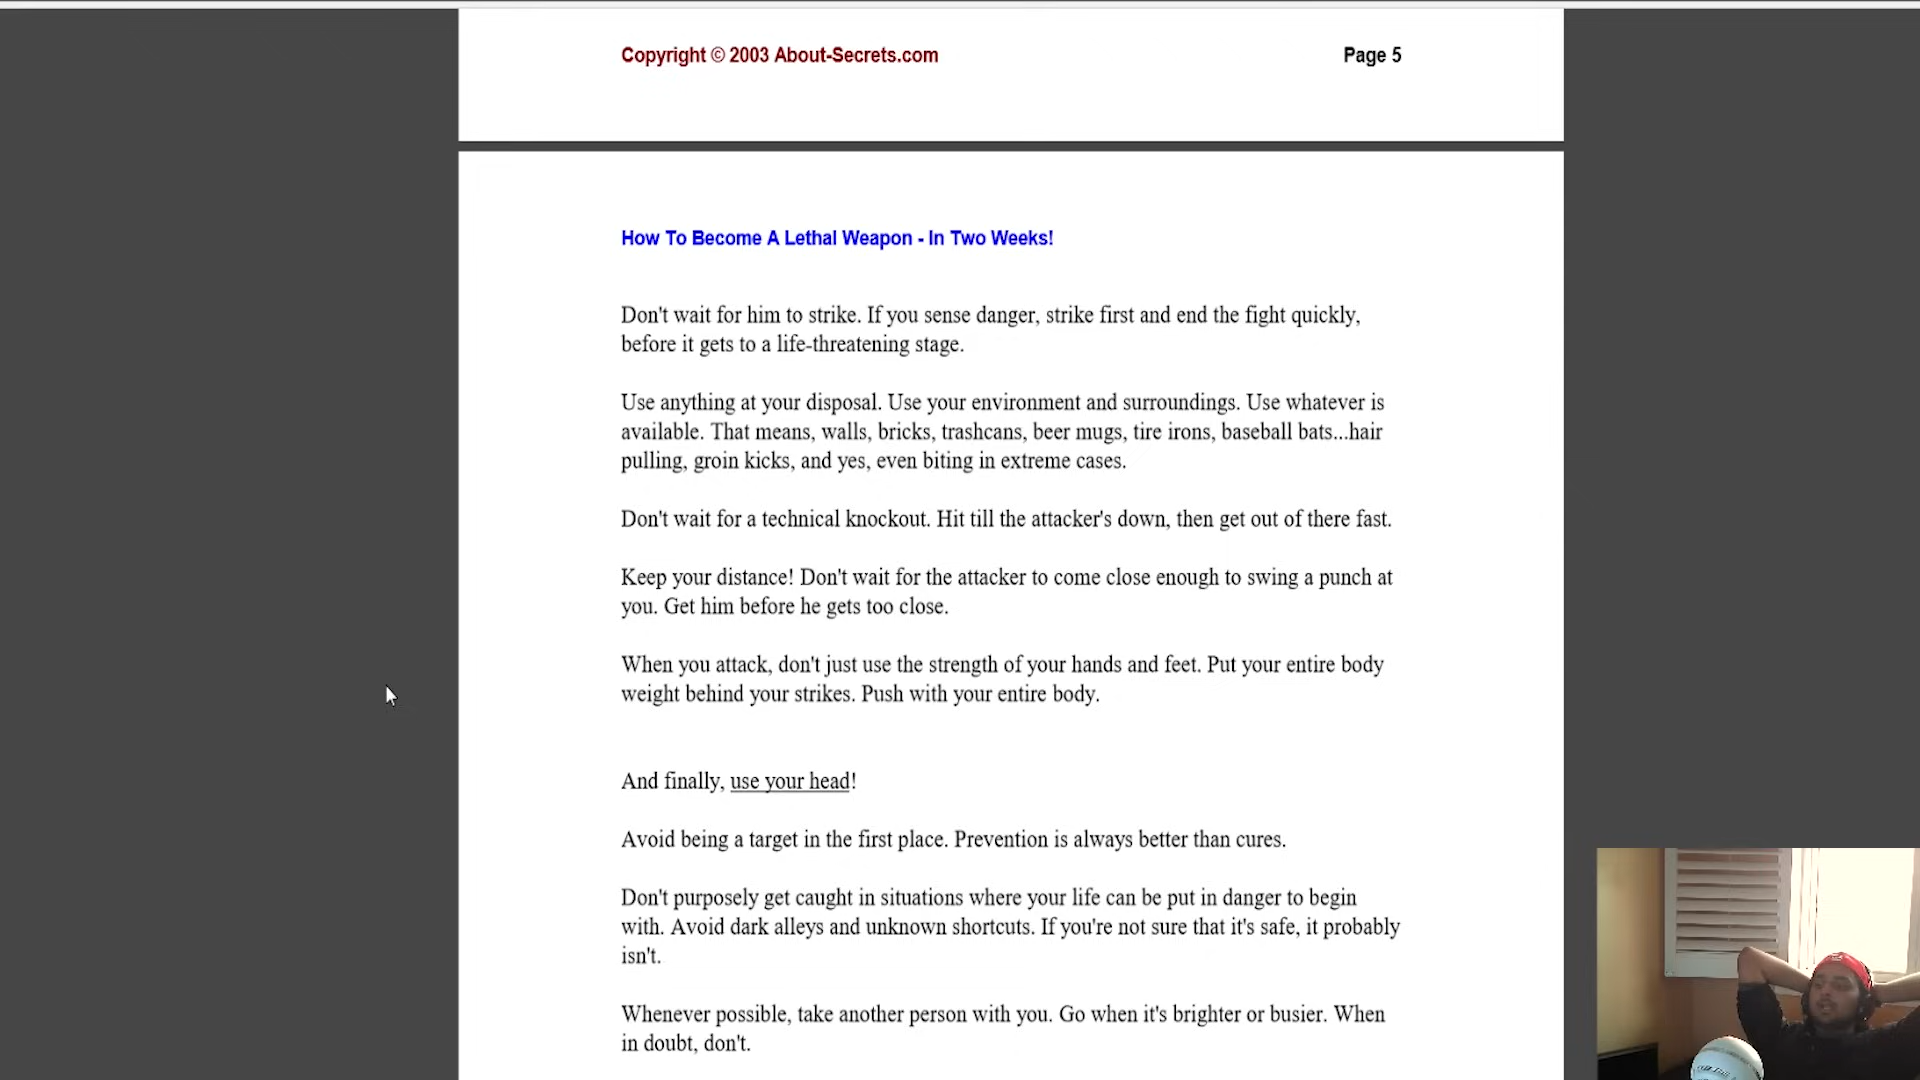 Copyright © 2003 About-Secrets.com
Page 5
How To Become A Lethal Weapon - In Two Weeks!
Don't wait for him to strike. If you sense danger, strike first and end the fight quickly,
before it gets to a life-threatening stage.
Use anything at your disposal. Use your environment and surroundings. Use whatever is
available. That means, walls, bricks, trashcans, beer mugs, tire irons, baseball bats...hair
pulling, groin kicks, and yes, even biting in extreme cases.
Don't wait for a technical knockout. Hit till the attacker's down, then get out of there fast.
Keep your distance! Don't wait for the attacker to come close enough to swing a punch at
you. Get him before he gets too close.
When you attack, don't just use the strength of your hands and feet. Put your entire body
weight behind your strikes. Push with your entire body.
And finally, use your head!
Avoid being a target in the first place. Prevention is always better than cures.
Don't purposely get caught in situations where your life can be put in danger to begin
with. Avoid dark alleys and unknown shortcuts. If you're not sure that it's safe, it probably
isn't.
Whenever possible, take another person with you. Go when it's brighter or busier. When
in doubt, don't.